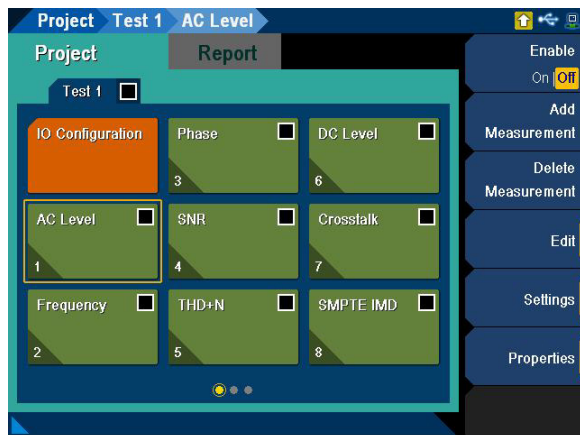 Project Test 1 AC Level
Project Report
Test 1
IO Configuration
Phase
3
DC Level
6
AC Level
1
SNR
4
Crosstalk
7
Frequency
2
THD+N
5
SMPTE IMD
8
Enable
On Off
Add
Measurement
Delete
Measurement
Edit
Settings
Properties